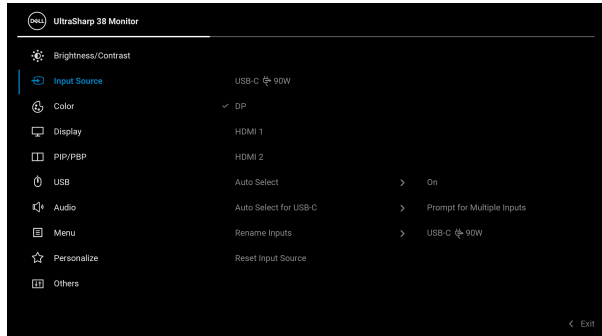 DELL UltraSharp 38 Monitor
Brightness/Contrast
Input Source USB-C 90W
Color ✓ DP
Display HDMI 1
PIP/PBP HDMI 2
USB Auto Select > On
Audio Auto Select for USB-C > Prompt for Multiple Inputs
Menu Rename Inputs > USB-C 90W
Personalize Reset Input Source
Others
< Exit